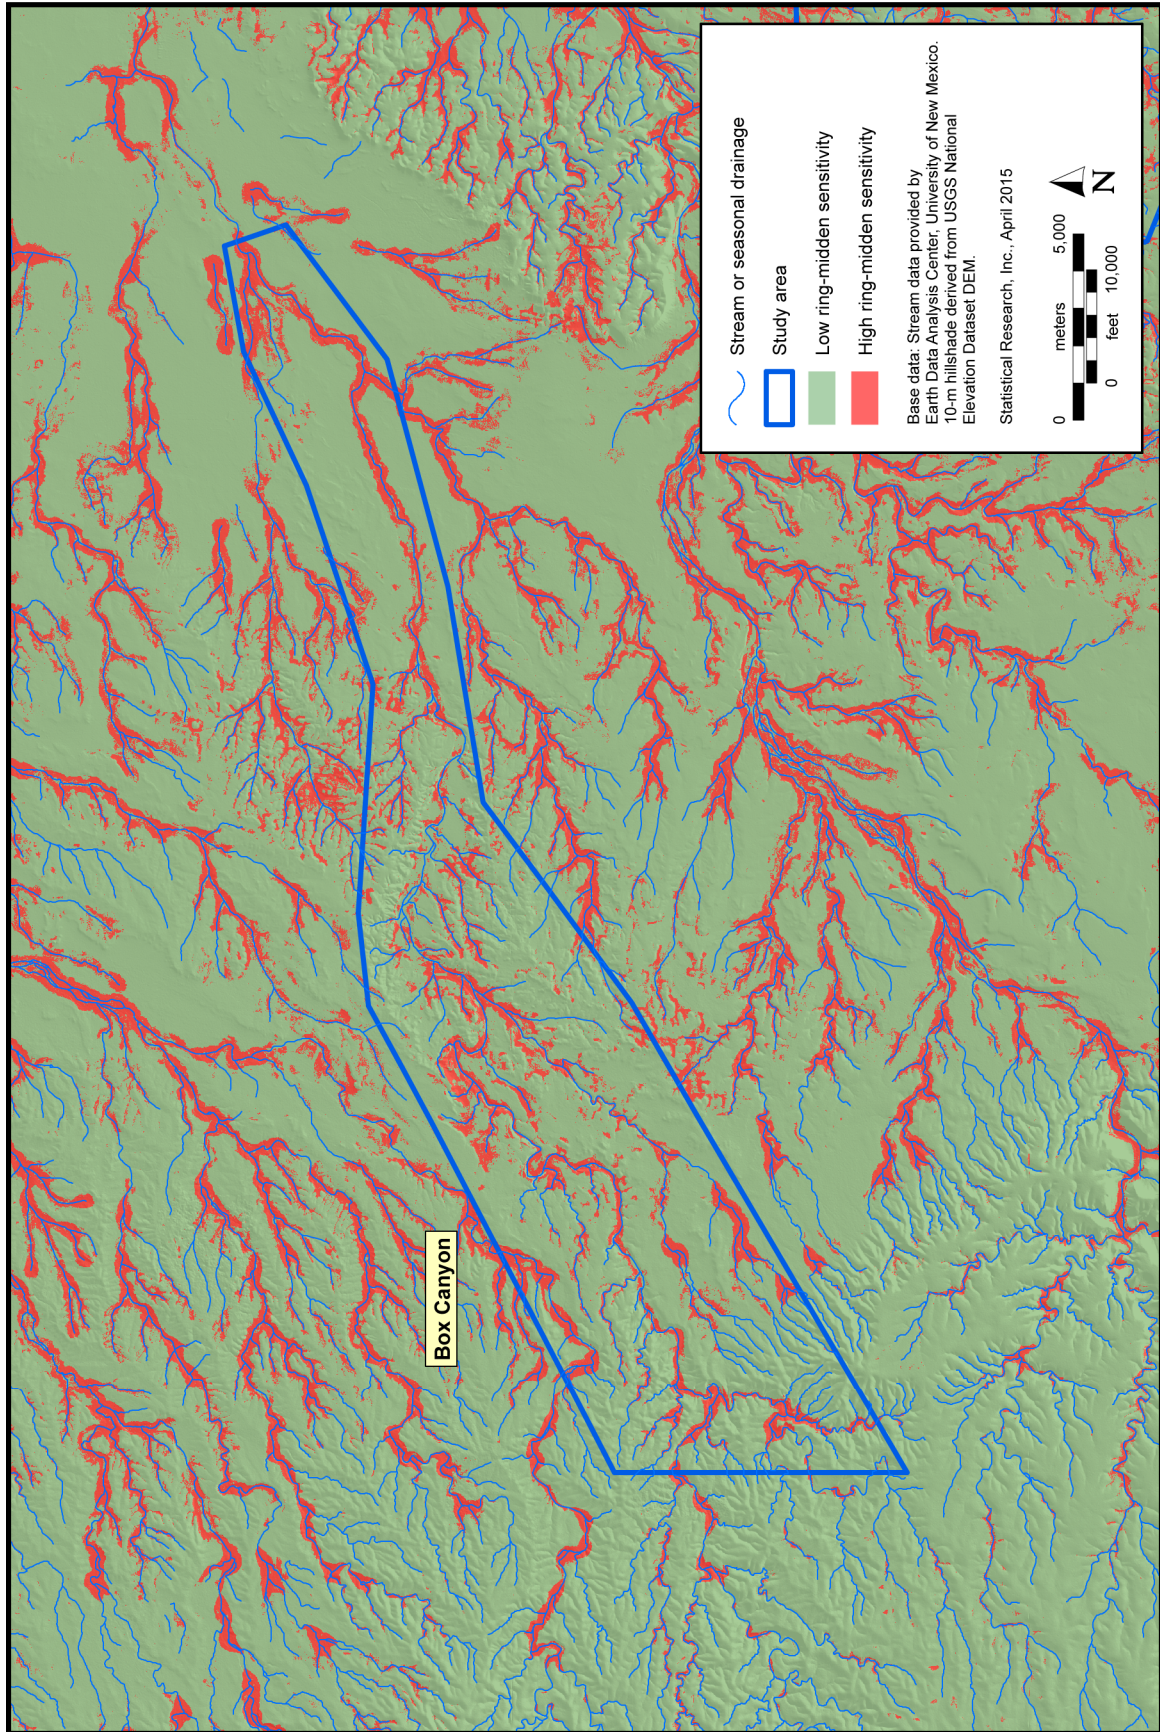 Box Canyon
Stream or seasonal drainage
Study area
Low ring-midden sensitivity
High ring-midden sensitivity
Base data: Stream data provided by
Earth Data Analysis Center, University of New Mexico.
10-m hillshade derived from USGS National
Elevation Dataset DEM.
Statistical Research, Inc., April 2015
0 meters 5,000
0 feet 10,000
N